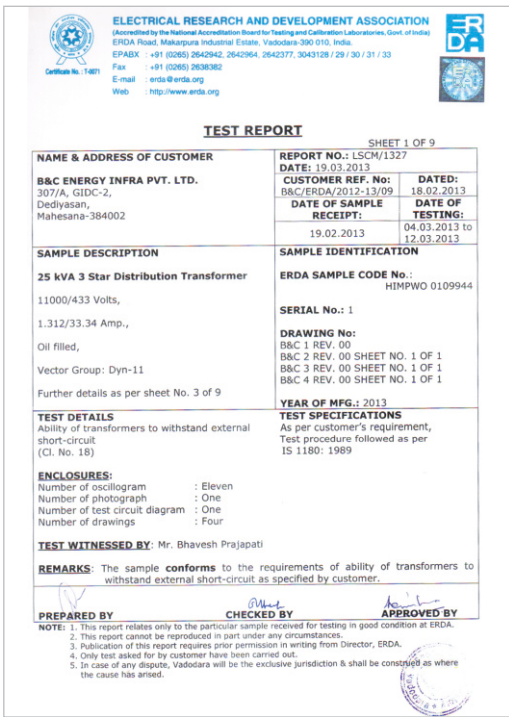 ELECTRICAL RESEARCH AND DEVELOPMENT ASSOCIATION
(Accredited by the National Accreditation Board for Testing and Calibration Laboratories, Govt. of India)
ERDA Road, Makarpura Industrial Estate, Vadodara-390 010, India.
EPABX : +91 (0265) 2642942, 2642964, 2642377, 3043128 / 29 / 30 / 31 / 33
Fax : +91 (0265) 2638382
E-mail : erda@erda.org
Web : http://www.erda.org
Certificate No. : T-0071
ERDA
TEST REPORT
SHEET 1 OF 9
NAME & ADDRESS OF CUSTOMER
B&C ENERGY INFRA PVT. LTD.
307/A, GIDC-2,
Dediyasan,
Mahesana-384002
REPORT NO.: LSCM/1327
DATE: 19.03.2013
CUSTOMER REF. No: DATED:
B&C/ERDA/2012-13/09 18.02.2013
DATE OF SAMPLE RECEIPT: DATE OF TESTING:
19.02.2013 04.03.2013 to 12.03.2013
SAMPLE DESCRIPTION
25 kVA 3 Star Distribution Transformer
11000/433 Volts,
1.312/33.34 Amp.,
Oil filled,
Vector Group: Dyn-11
Further details as per sheet No. 3 of 9
SAMPLE IDENTIFICATION
ERDA SAMPLE CODE No.:
HIMPWO 0109944
SERIAL No.: 1
DRAWING No:
B&C 1 REV. 00
B&C 2 REV. 00 SHEET NO. 1 OF 1
B&C 3 REV. 00 SHEET NO. 1 OF 1
B&C 4 REV. 00 SHEET NO. 1 OF 1
YEAR OF MFG.: 2013
TEST DETAILS
Ability of transformers to withstand external
short-circuit
(Cl. No. 18)
TEST SPECIFICATIONS
As per customer's requirement,
Test procedure followed as per
IS 1180: 1989
ENCLOSURES:
Number of oscillogram : Eleven
Number of photograph : One
Number of test circuit diagram : One
Number of drawings : Four
TEST WITNESSED BY: Mr. Bhavesh Prajapati
REMARKS: The sample conforms to the requirements of ability of transformers to
withstand external short-circuit as specified by customer.
PREPARED BY CHECKED BY APPROVED BY
NOTE: 1. This report relates only to the particular sample received for testing in good condition at ERDA.
2. This report cannot be reproduced in part under any circumstances.
3. Publication of this report requires prior permission in writing from Director, ERDA.
4. Only test asked for by customer have been carried out.
5. In case of any dispute, Vadodara will be the exclusive jurisdiction & shall be construed as where
the cause has arised.
Vadodara